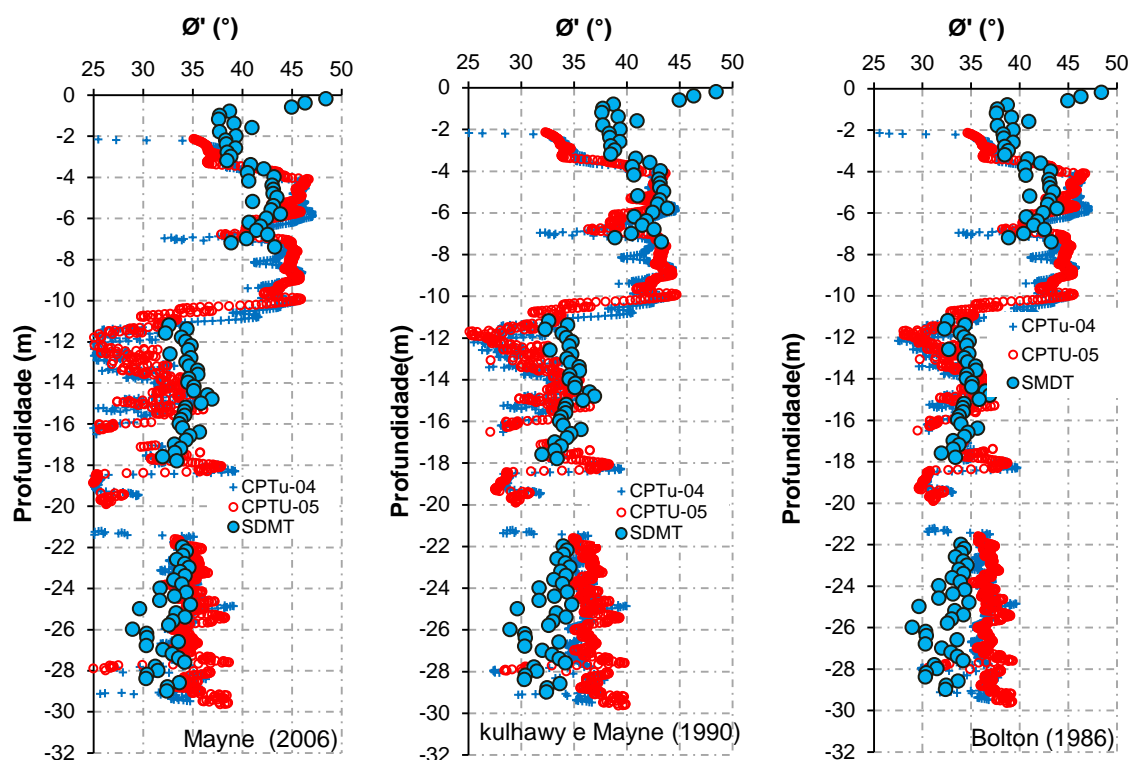 Ø' (°)
25 30 35 40 45 50
0
-2
-4
-6
-8
-10
-12
-14
-16
-18
-20
-22
-24
-26
-28
-30
-32
Profundidade (m)
CPTu-04
CPTU-05
SDMT
Mayne (2006)
Ø' (°)
25 30 35 40 45 50
0
-2
-4
-6
-8
-10
-12
-14
-16
-18
-20
-22
-24
-26
-28
-30
-32
Profundidade(m)
CPTu-04
CPTU-05
SDMT
kulhawy e Mayne (1990)
Ø' (°)
25 30 35 40 45 50
0
-2
-4
-6
-8
-10
-12
-14
-16
-18
-20
-22
-24
-26
-28
-30
-32
Profundidade(m)
CPTu-04
CPTU-05
SMDT
Bolton (1986)